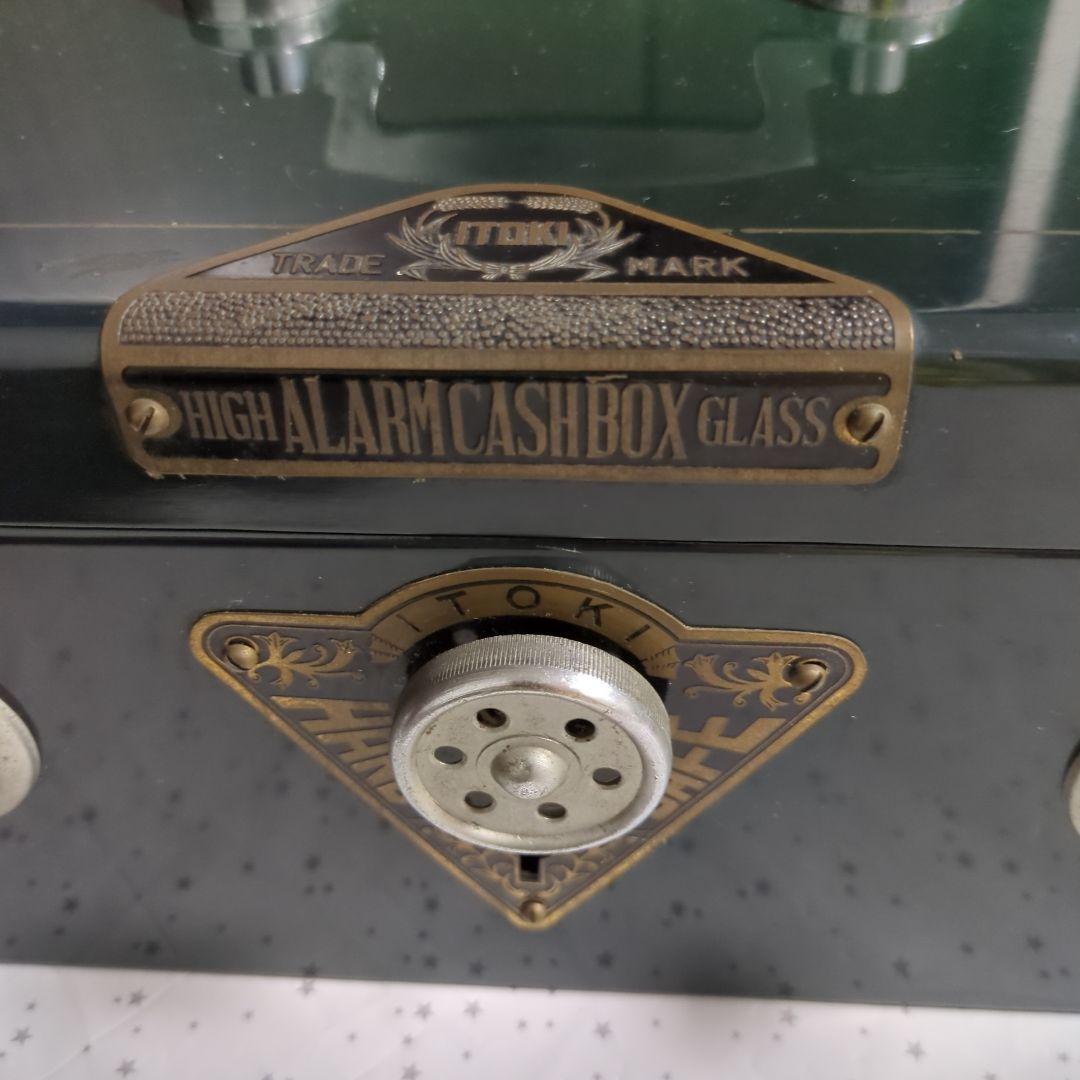 ITOKI
TRADE MARK
HIGH ALARM CASH BOX GLASS
ITOKI